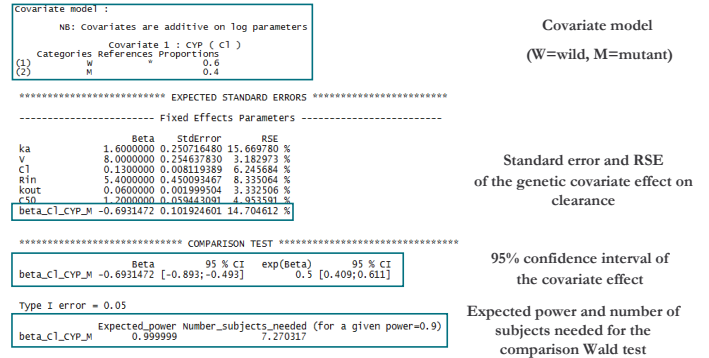 Covariate model :
NB: Covariates are additive on log parameters
Covariate 1 : CYP ( Cl )
Categories References Proportions
(1) W * 0.6
(2) M 0.4
Covariate model
(W=wild, M=mutant)
************************** EXPECTED STANDARD ERRORS ************************
------------------------ Fixed Effects Parameters -------------------------
Beta StdError RSE
ka 1.6000000 0.250716480 15.669780 %
V 8.0000000 0.254637830 3.182973 %
Cl 0.1300000 0.008119389 6.245684 %
Rin 5.4000000 0.450093467 8.335064 %
kout 0.0600000 0.001999504 3.332506 %
C50 1.2000000 0.059443091 4.953591 %
beta_Cl_CYP_M -0.6931472 0.101924601 14.704612 %
Standard error and RSE
of the genetic covariate effect on
clearance
***************************** COMPARISON TEST ********************************
Beta 95 % CI exp(Beta) 95 % CI
beta_Cl_CYP_M -0.6931472 [-0.893;-0.493] 0.5 [0.409;0.611]
95% confidence interval of
the covariate effect
Type I error = 0.05
Expected_power Number_subjects_needed (for a given power=0.9)
beta_Cl_CYP_M 0.999999 7.270317
Expected power and number of
subjects needed for the
comparison Wald test